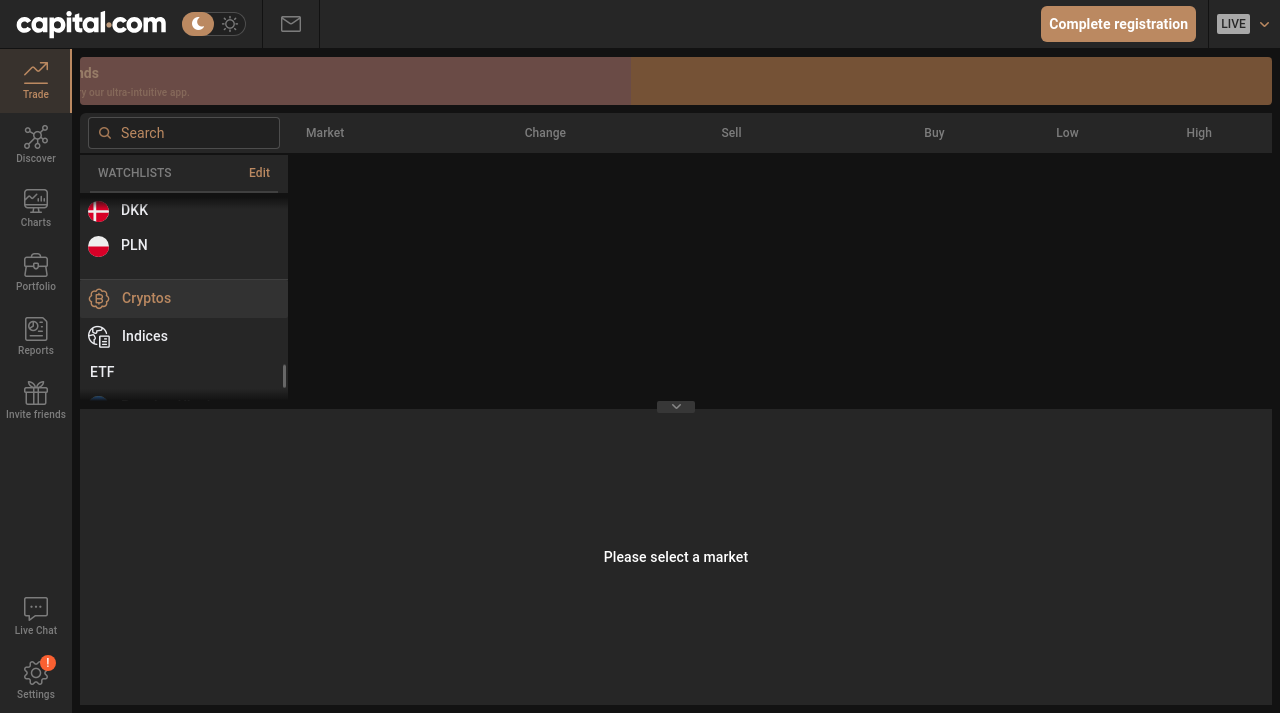 capital.com
Complete registration
LIVE
Trade
Discover
Charts
Portfolio
Reports
Invite friends
Live Chat
Settings
!
nds
y our ultra-intuitive app.
Search
Market Change Sell Buy Low High
WATCHLISTS Edit
DKK
PLN
Cryptos
Indices
ETF
Please select a market